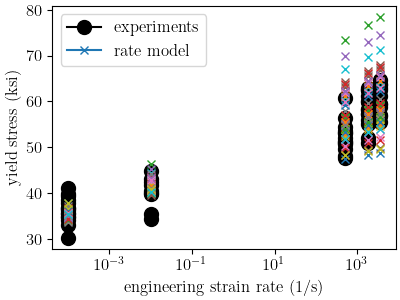 experiments
rate model
yield stress (ksi)
80
70
60
50
40
30
10⁻³
10⁻¹
10¹
10³
engineering strain rate (1/s)